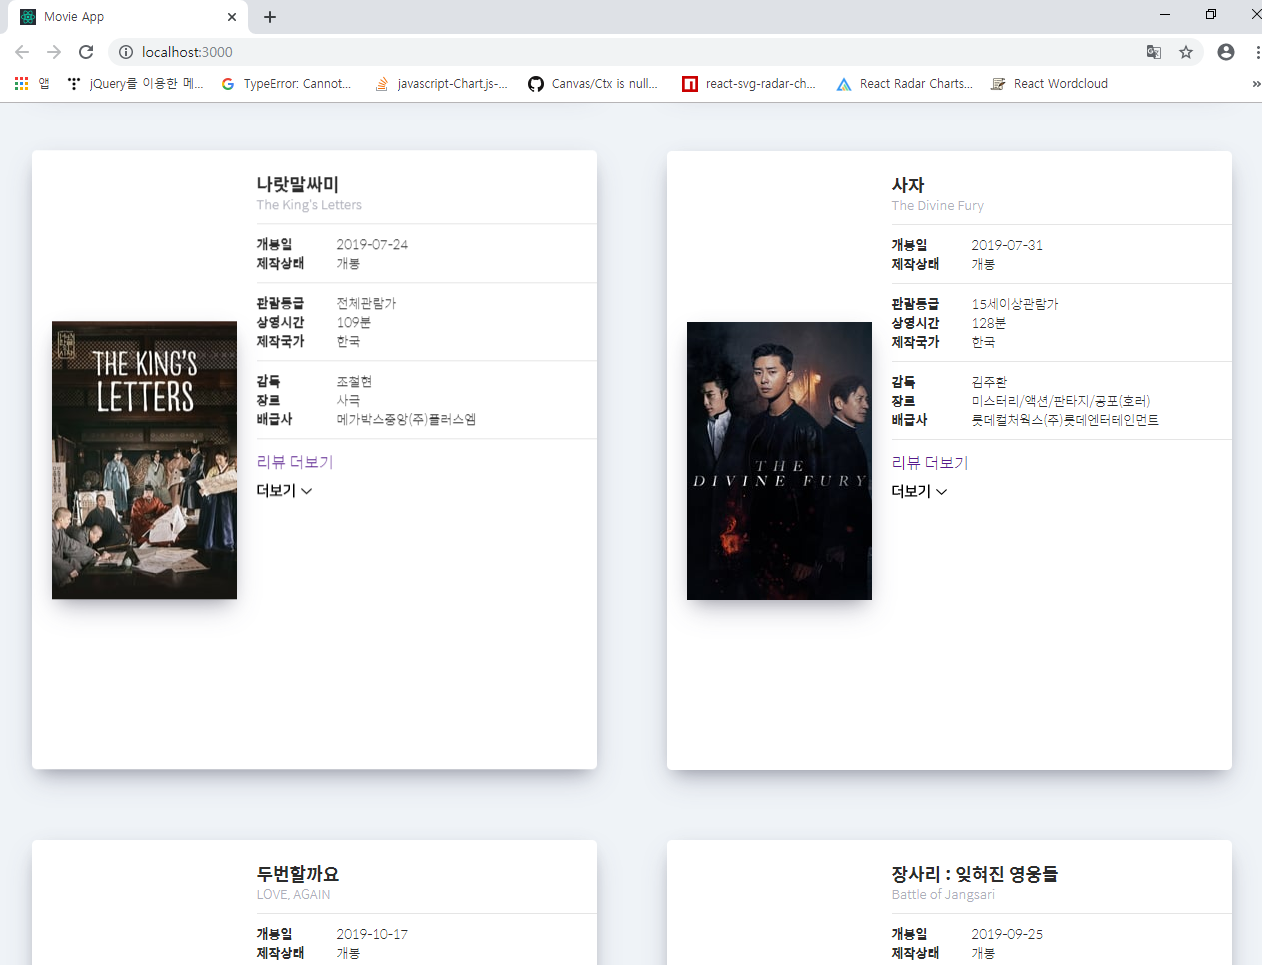 Movie App
localhost:3000
앱
jQuery를 이용한 메...
TypeError: Cannot...
javascript-Chart.js-...
Canvas/Ctx is null...
react-svg-radar-ch...
React Radar Charts...
React Wordcloud
나랏말싸미
The King's Letters
개봉일 2019-07-24
제작상태 개봉
관람등급 전체관람가
상영시간 109분
제작국가 한국
감독 조철현
장르 사극
배급사 메가박스중앙(주)플러스엠
리뷰 더보기
더보기
THE KING'S
LETTERS
사자
The Divine Fury
개봉일 2019-07-31
제작상태 개봉
관람등급 15세이상관람가
상영시간 128분
제작국가 한국
감독 김주환
장르 미스터리/액션/판타지/공포(호러)
배급사 롯데컬처웍스(주)롯데엔터테인먼트
리뷰 더보기
더보기
THE
DIVINE FURY
두번할까요
LOVE, AGAIN
개봉일 2019-10-17
제작상태 개봉
장사리 : 잊혀진 영웅들
Battle of Jangsari
개봉일 2019-09-25
제작상태 개봉